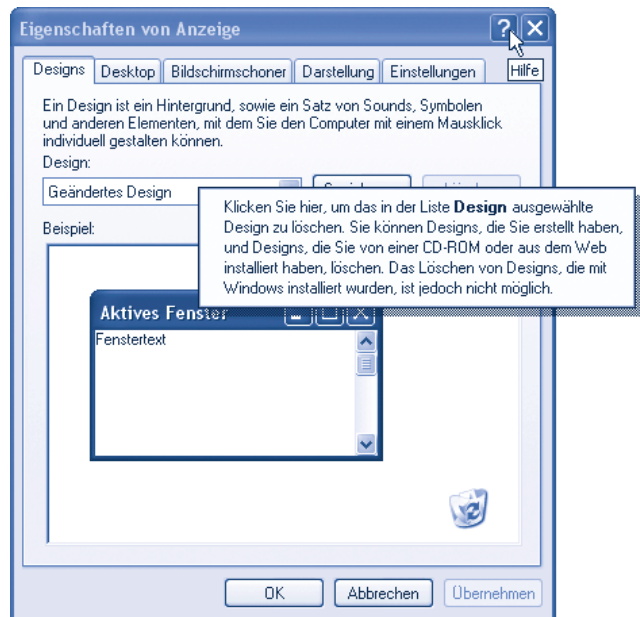 Eigenschaften von Anzeige
Hilfe
Designs Desktop Bildschirmschoner Darstellung Einstellungen
Ein Design ist ein Hintergrund, sowie ein Satz von Sounds, Symbolen
und anderen Elementen, mit dem Sie den Computer mit einem Mausklick
individuell gestalten können.
Design:
Geändertes Design
Klicken Sie hier, um das in der Liste Design ausgewählte
Design zu löschen. Sie können Designs, die Sie erstellt haben,
und Designs, die Sie von einer CD-ROM oder aus dem Web
installiert haben, löschen. Das Löschen von Designs, die mit
Windows installiert wurden, ist jedoch nicht möglich.
Beispiel:
Aktives Fenster
Fenstertext
OK Abbrechen Übernehmen